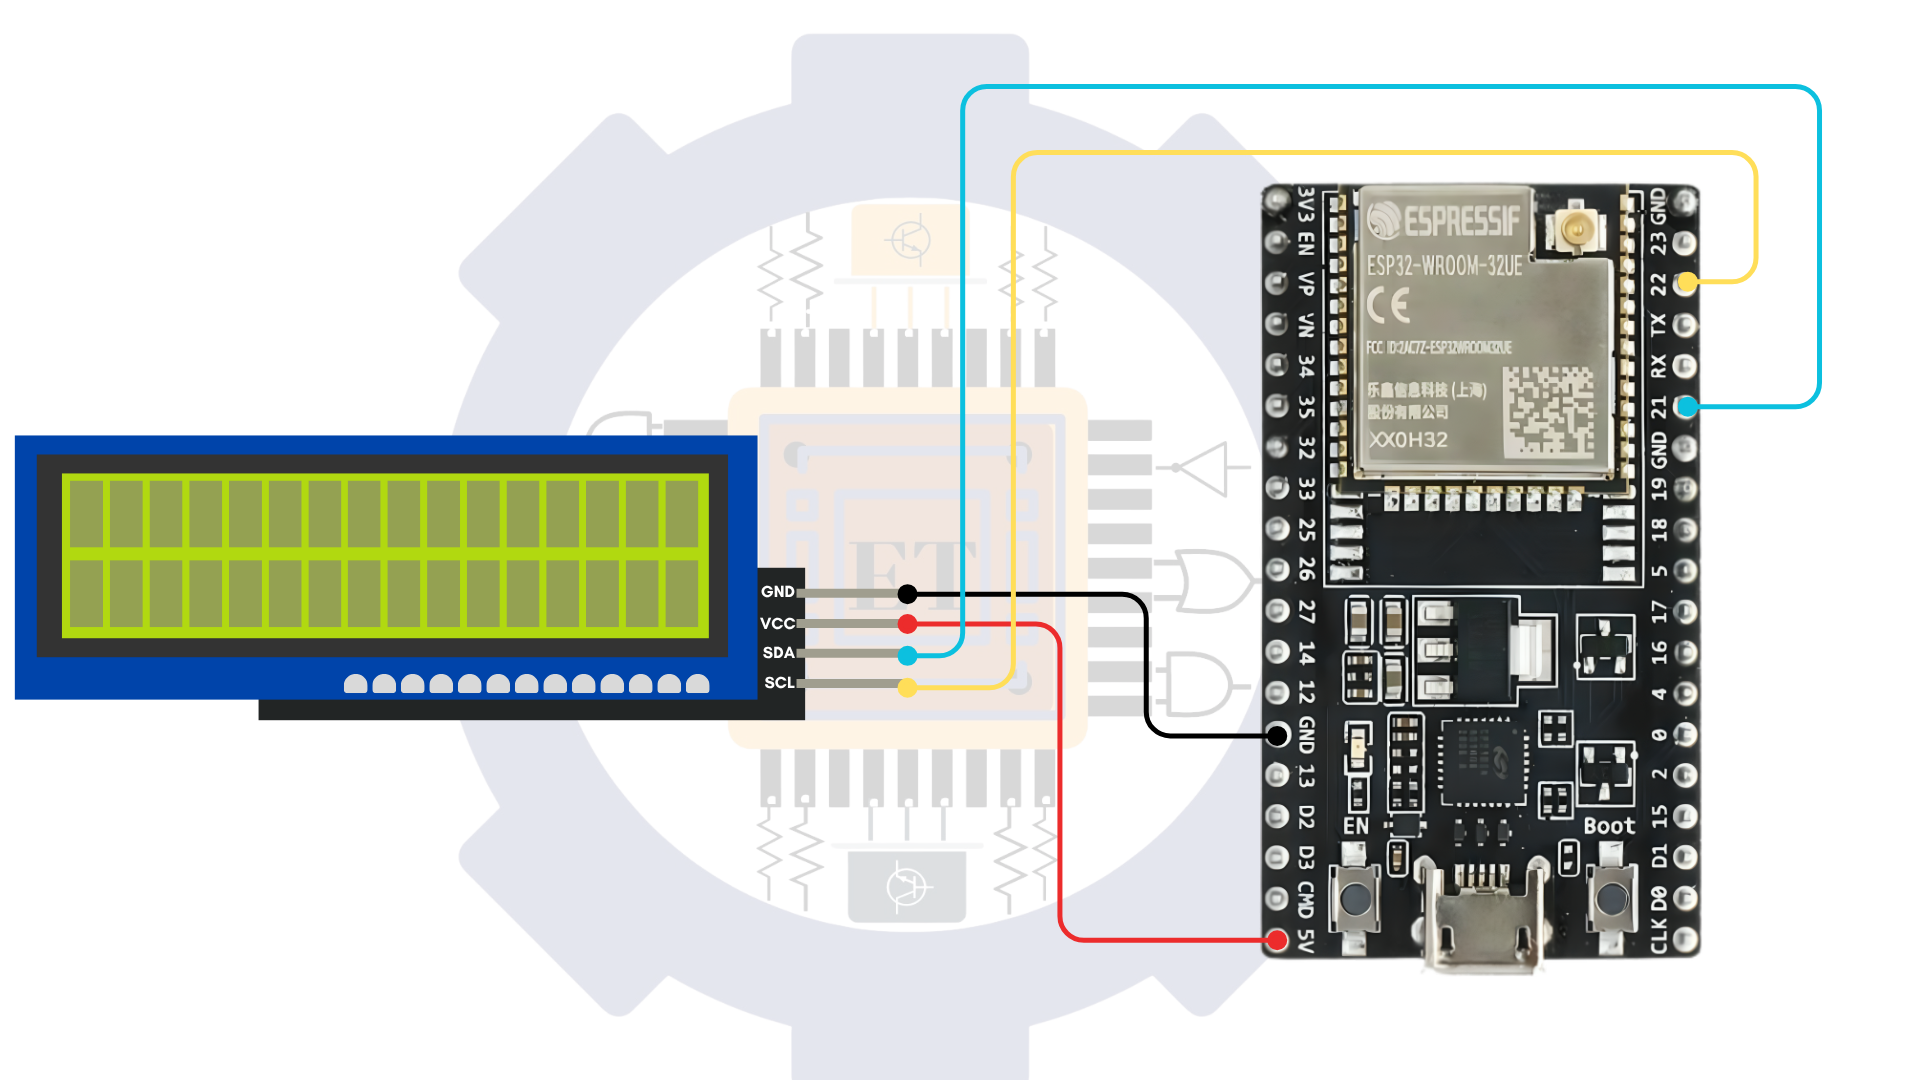 GND
VCC
SDA
SCL
ET
3V3
EN
VP
VN
34
35
32
33
25
26
27
14
12
GND
13
D2
D3
CMD
5V
ESPRESSIF
ESP32-WROOM-32UE
CE
FCC ID:2AC7Z-ESP32WROOM32UE
乐鑫信息科技(上海)
股份有限公司
XX0H32
EN
Boot
GND
23
22
TX
RX
21
GND
19
18
5
17
16
4
0
2
15
D1
D0
CLK